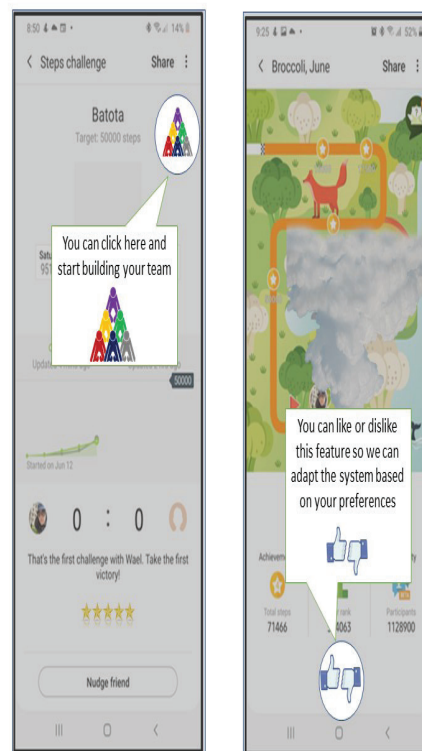 8:50
14%
Steps challenge Share
Batota
Target: 50000 steps
You can click here and
start building your team
50000
Started on Jun 12
0 : 0
That's the first challenge with Wael. Take the first
victory!
Nudge friend
9:25
52%
Broccoli, June Share
You can like or dislike
this feature so we can
adapt the system based
on your preferences
Total steps
rank
Participants
71466
4063
1128900